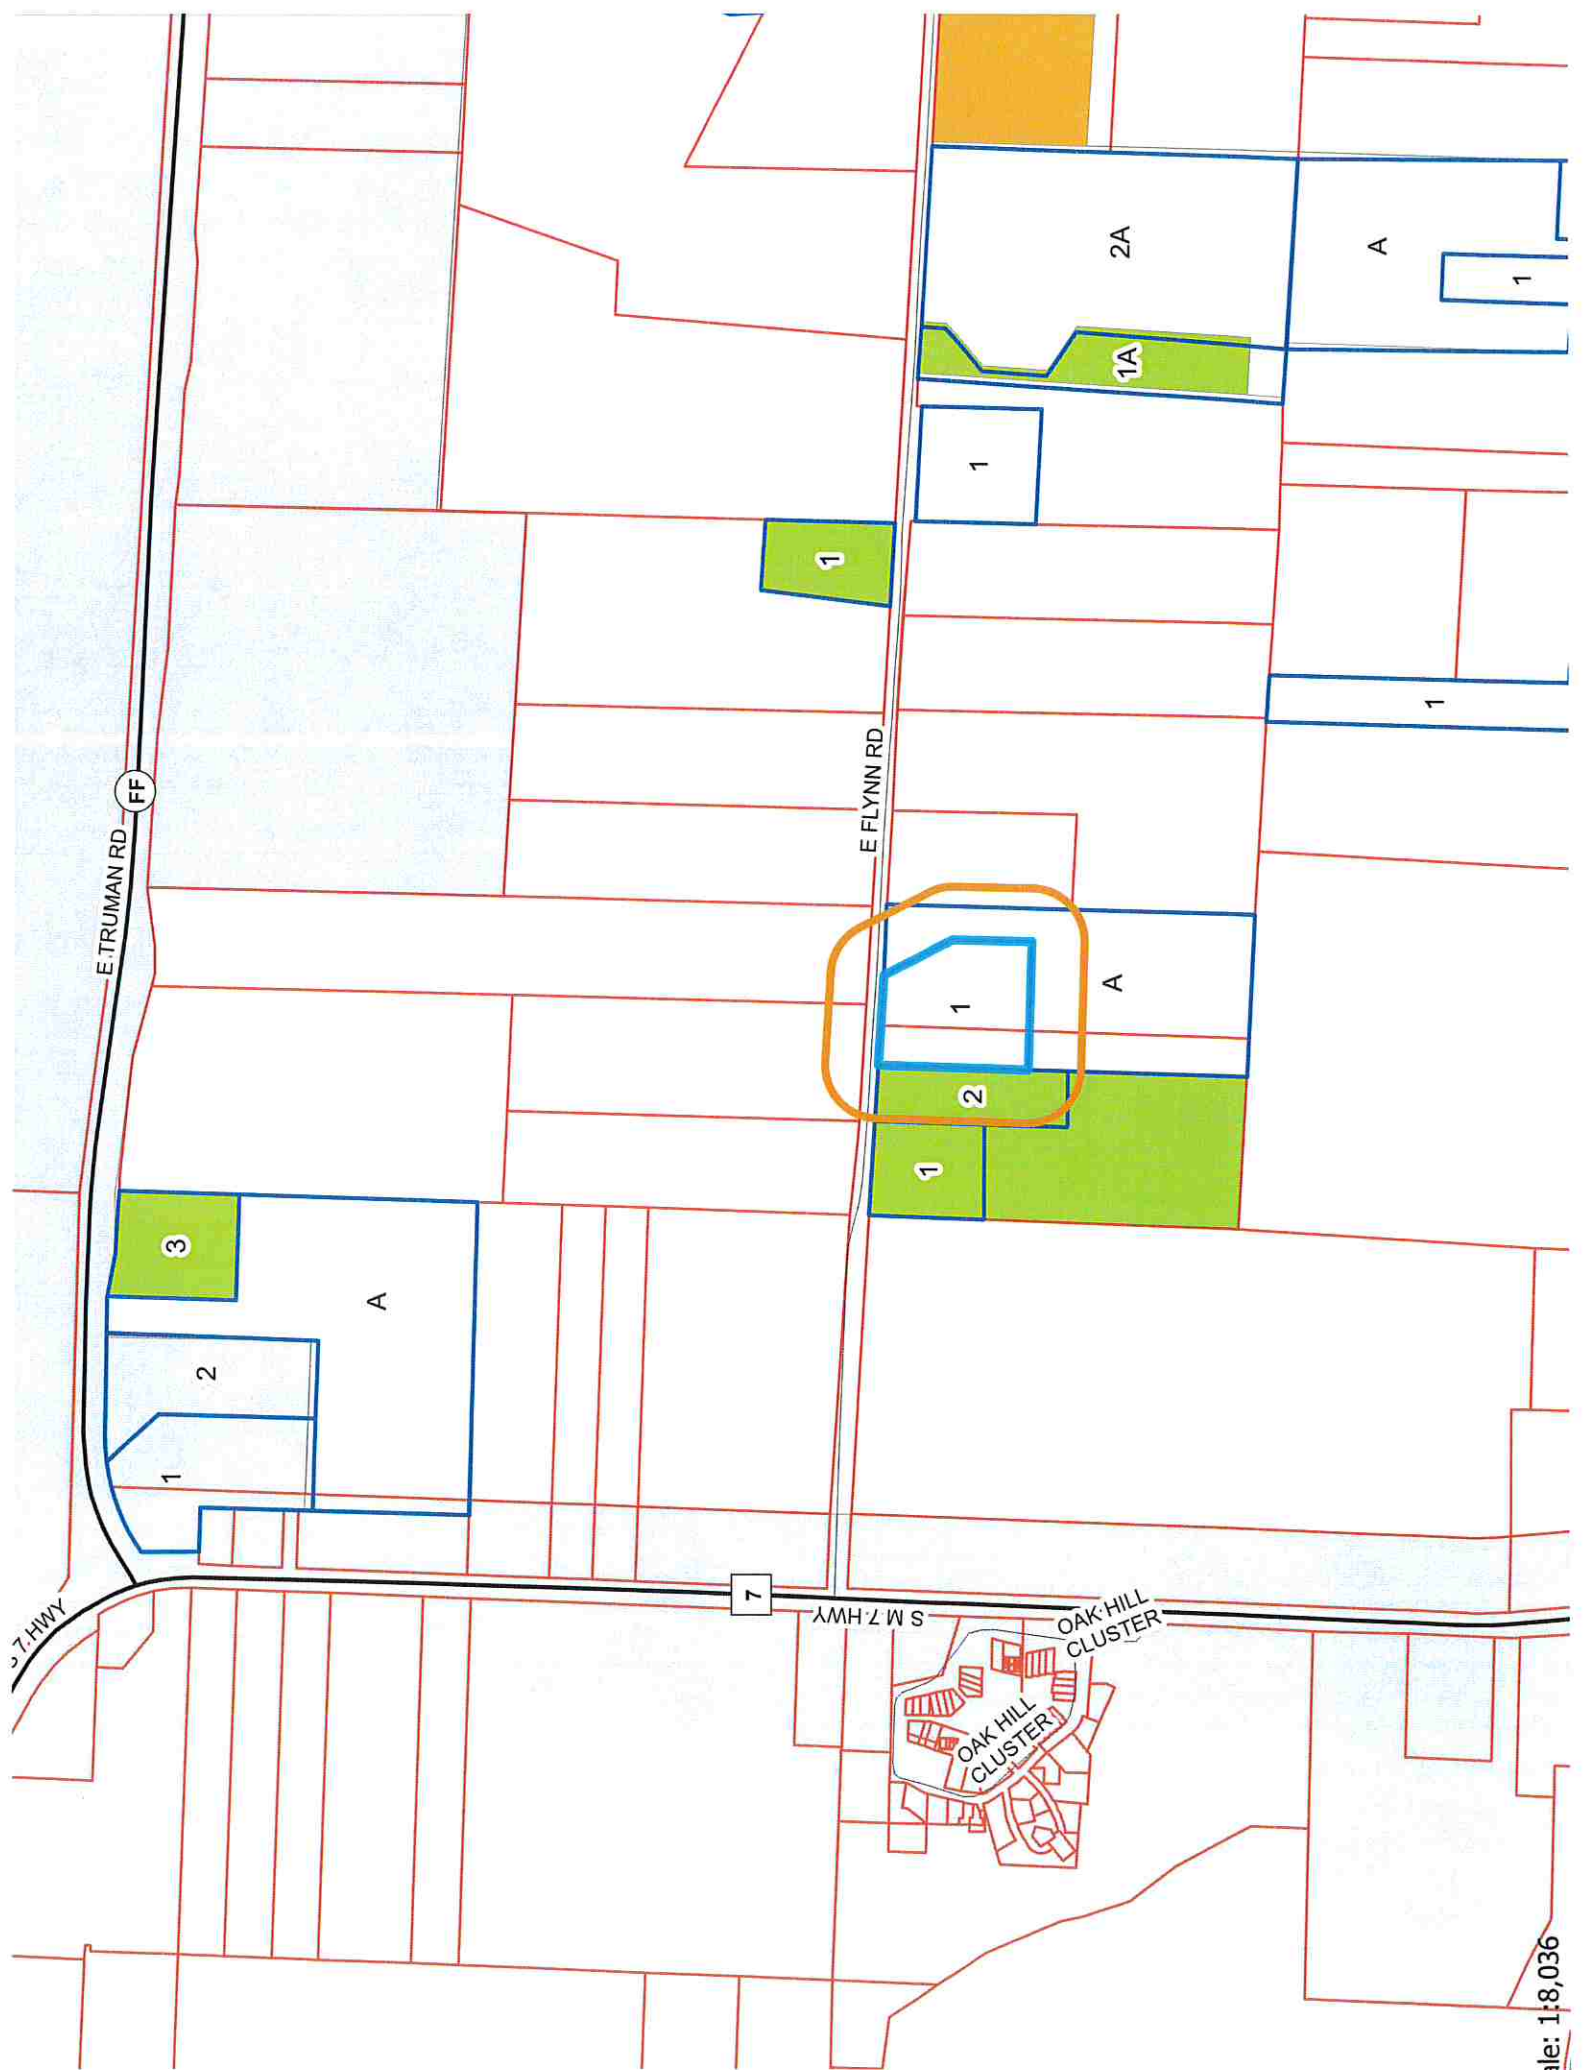 7.HWY
E.TRUMAN RD
FF
3
2
1
A
7
S M 7.HWY
OAK HILL
CLUSTER
OAK HILL
CLUSTER
E FLYNN RD
1
2
1
A
1
1
1A
2A
A
1
1
ale: 1:8,036